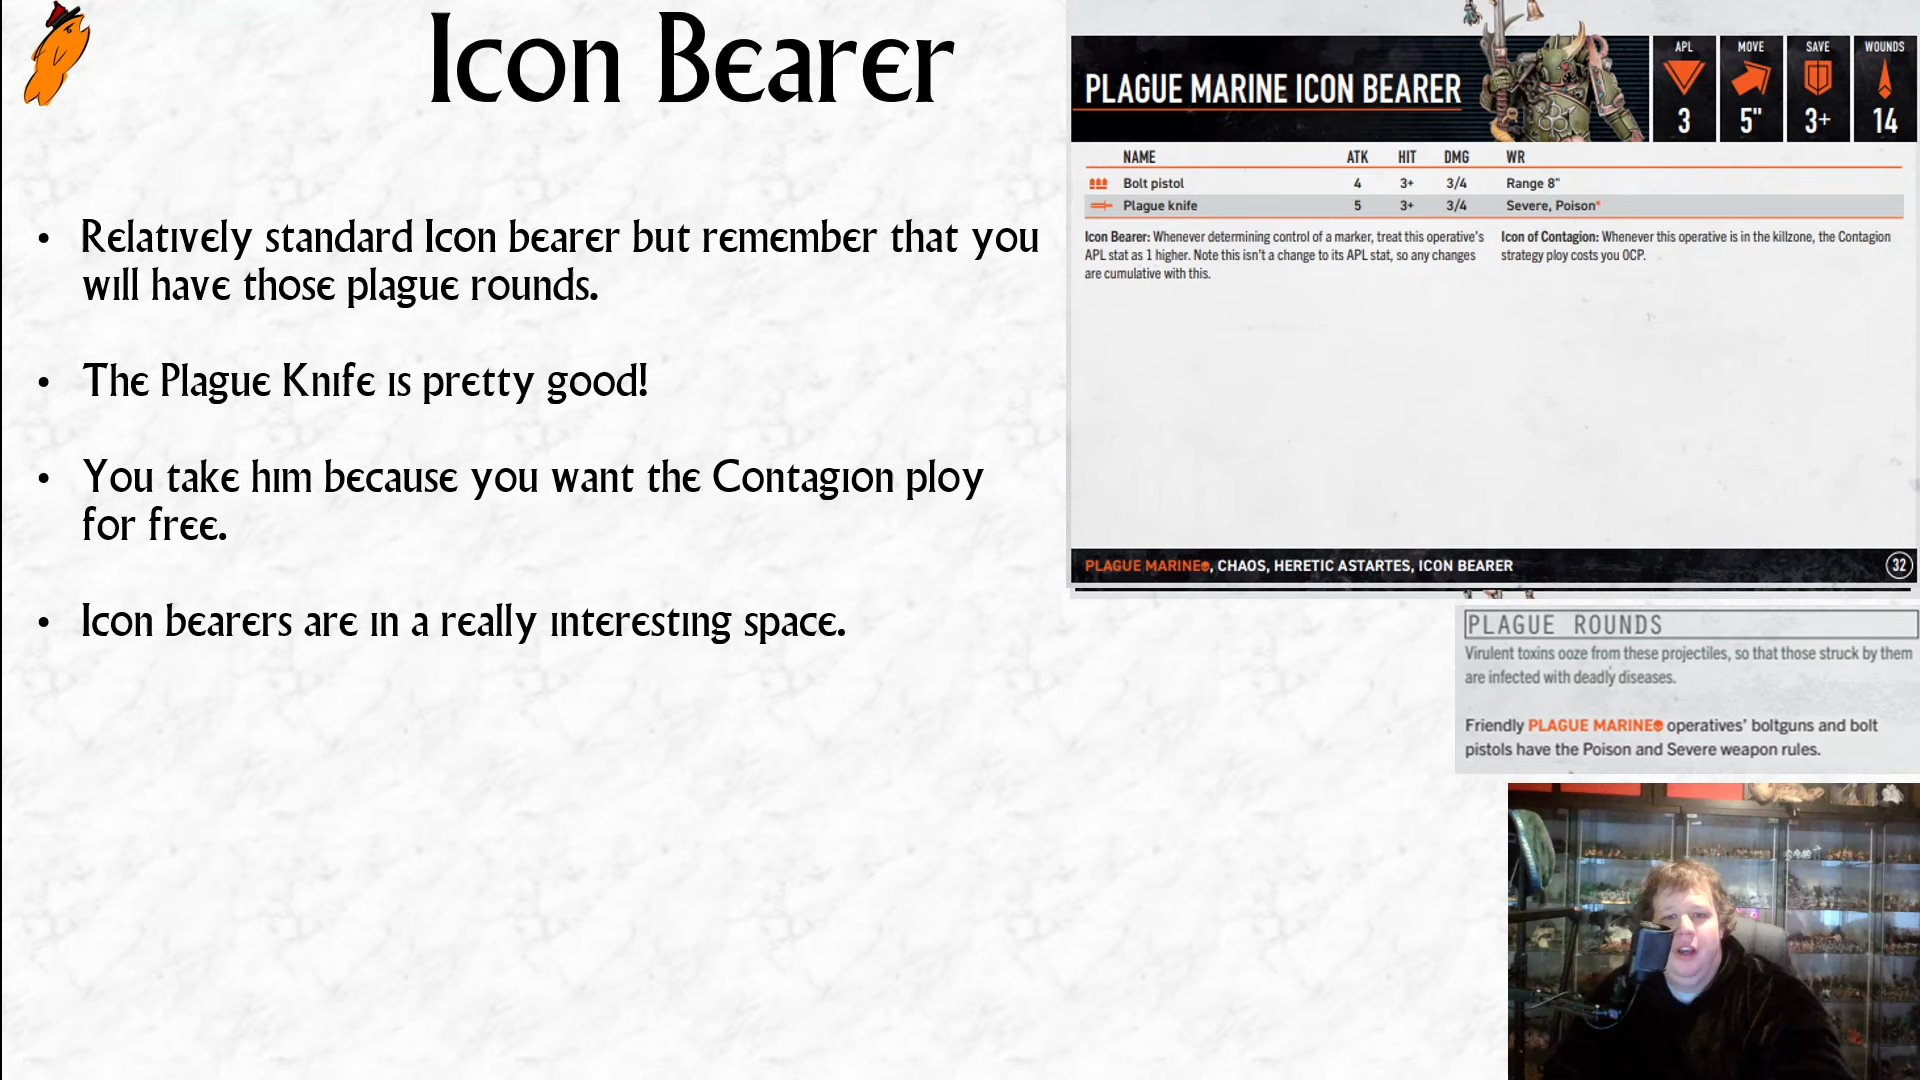 Icon Bearer
• Relatively standard Icon bearer but remember that you
will have those plague rounds.
• The Plague Knife is pretty good!
• You take him because you want the Contagion ploy
for free.
• Icon bearers are in a really interesting space.
PLAGUE MARINE ICON BEARER
APL MOVE SAVE WOUNDS
3 5" 3+ 14
NAME ATK HIT DMG WR
Bolt pistol 4 3+ 3/4 Range 8"
Plague knife 5 3+ 3/4 Severe, Poison*
Icon Bearer: Whenever determining control of a marker, treat this operative's
APL stat as 1 higher. Note this isn't a change to its APL stat, so any changes
are cumulative with this.
Icon of Contagion: Whenever this operative is in the killzone, the Contagion
strategy ploy costs you 0CP.
PLAGUE MARINE, CHAOS, HERETIC ASTARTES, ICON BEARER
32
PLAGUE ROUNDS
Virulent toxins ooze from these projectiles, so that those struck by them
are infected with deadly diseases.
Friendly PLAGUE MARINE operatives' boltguns and bolt
pistols have the Poison and Severe weapon rules.